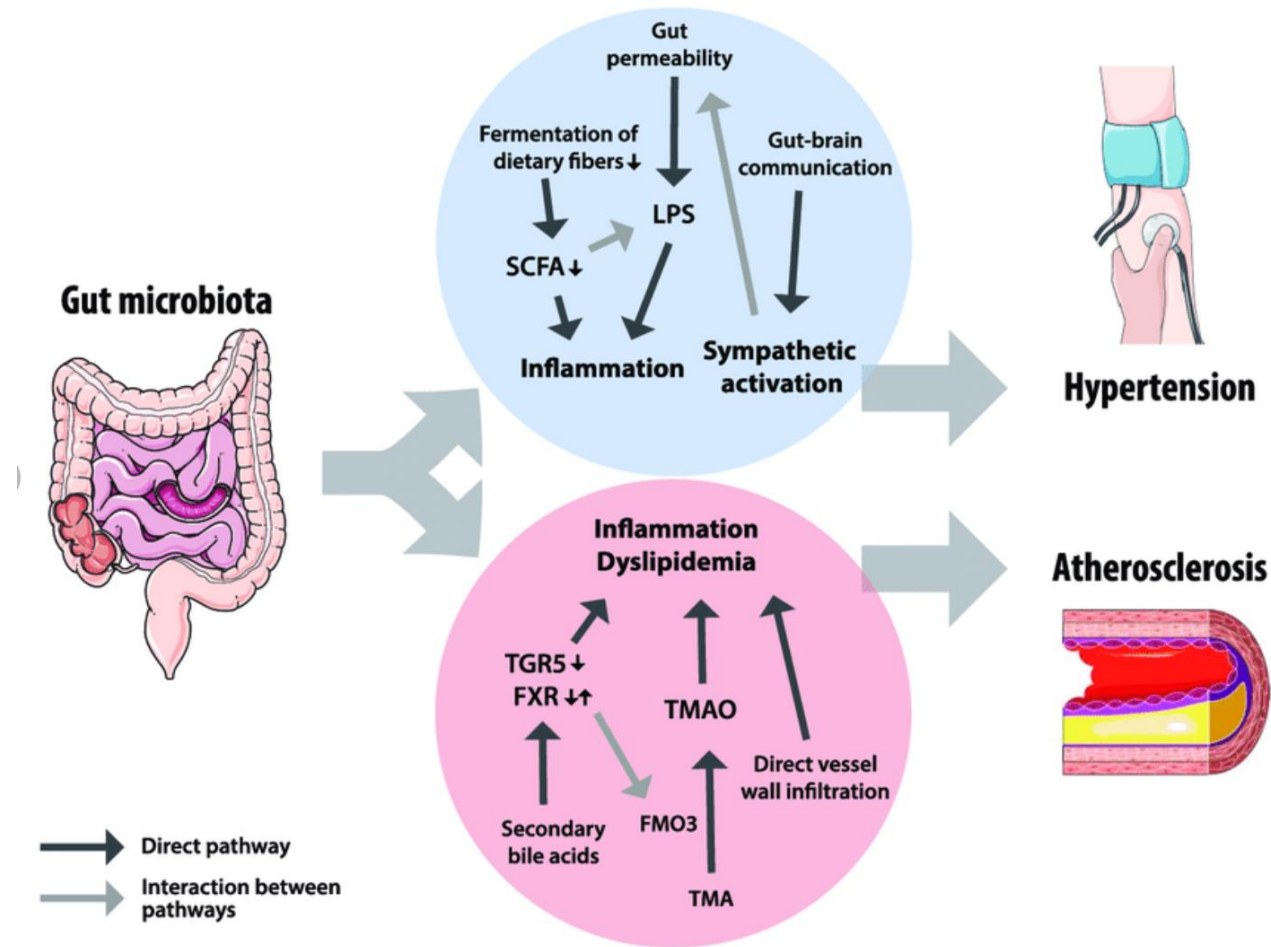 Gut microbiota
Gut
permeability
Fermentation of
dietary fibers↓
Gut-brain
communication
LPS
SCFA↓
Inflammation
Sympathetic
activation
Hypertension
Inflammation
Dyslipidemia
TGR5↓
FXR ↓↑
TMAO
Direct vessel
wall infiltration
Secondary
bile acids
FMO3
TMA
Atherosclerosis
Direct pathway
Interaction between
pathways